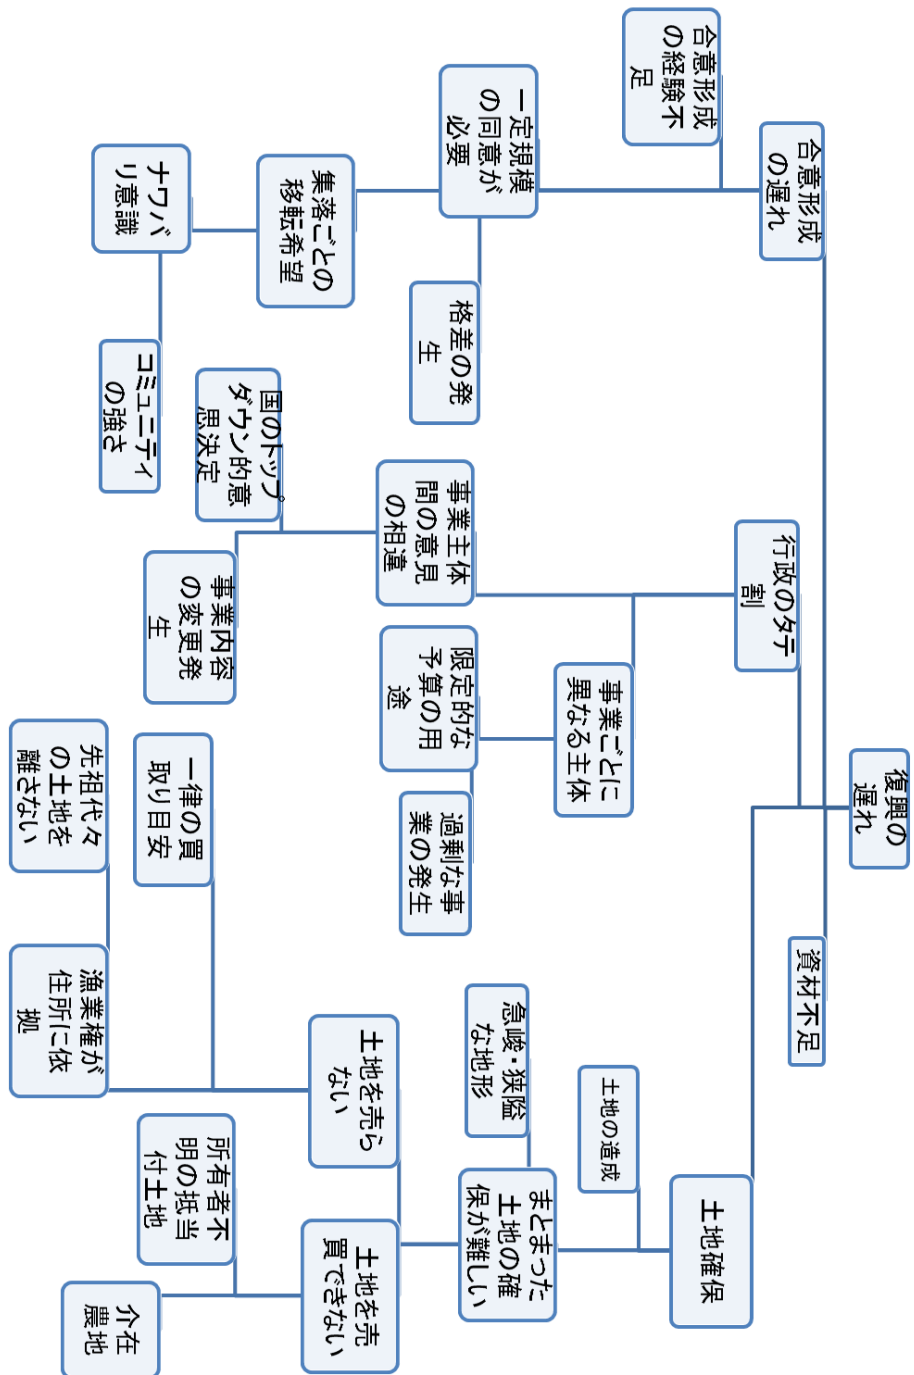 復興の
遅れ
合意形成
の遅れ
合意形成
の経験不
足
一定規模
の同意が
必要
格差の発
生
集落ごとの
移転希望
ナワバ
リ意識
コミュニティ
の強さ
行政のタテ
割
事業主体
間の意見
の相違
国のトップ
ダウン的意
思決定
事業内容
の変更発
生
事業ごとに
異なる主体
限定的な
予算の用
途
過剰な事
業の発生
資材不足
土地確保
土地の造成
まとまった
土地の確
保が難しい
急峻・狭隘
な地形
土地を売ら
ない
一律の買
取り目安
先祖代々
の土地を
離さない
漁業権が
住所に依
拠
土地を売
買できない
所有者不
明の抵当
付土地
介在
農地